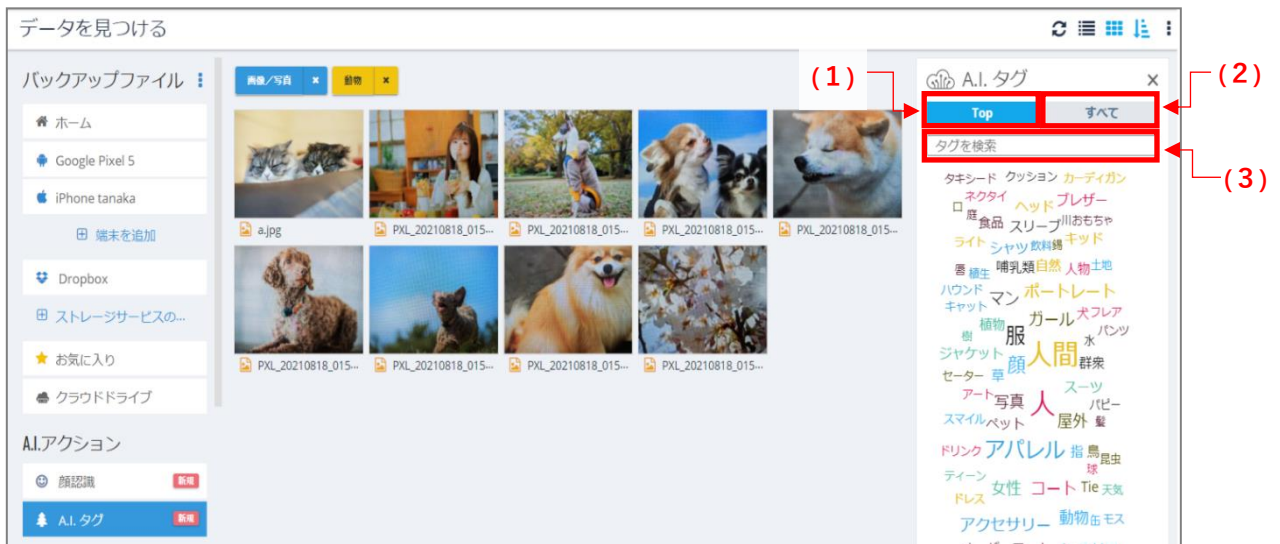 データを見つける
バックアップファイル
ホーム
Google Pixel 5
iPhone tanaka
端末を追加
Dropbox
ストレージサービスの...
お気に入り
クラウドドライブ
A.I.アクション
顔認識 新規
A.I. タグ 新規
画像／写真 × 動物 ×
a.jpg PXL_20210818_015... PXL_20210818_015... PXL_20210818_015... PXL_20210818_015...
PXL_20210818_015... PXL_20210818_015... PXL_20210818_015... PXL_20210818_015...
(1)
(2)
(3)
A.I. タグ ×
Top すべて
タグを検索
タキシード クッション カーディガン
ネクタイ ヘッド ブレザー
口 庭 食品 スリーブ 川 おもちゃ
ライト シャツ 飲料 錫 キッド
唇 植生 哺乳類 自然 人物 土地
ハウンド マン ポートレート
キャット 植物 ガール 犬 フレア
樹 服 人間 水 パンツ
ジャケット 顔 群衆
セーター 草 スーツ
アート 写真 人 パピー
スマイル ペット 屋外 髪
ドリンク アパレル 指 鳥 昆虫
ティーン 女性 コート 球 Tie 天気
ドレス
アクセサリー 動物 缶 モス